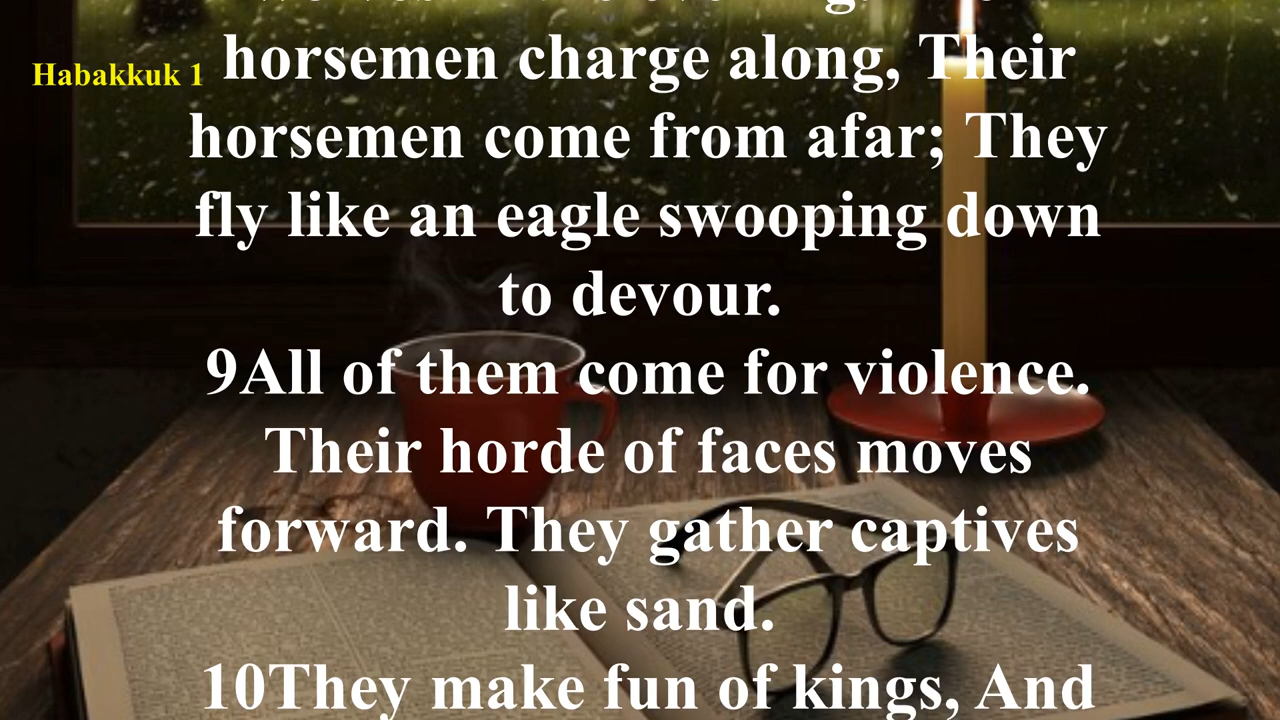 Habakkuk 1
horsemen charge along, Their
horsemen come from afar; They
fly like an eagle swooping down
to devour.
9All of them come for violence.
Their horde of faces moves
forward. They gather captives
like sand.
10They make fun of kings, And